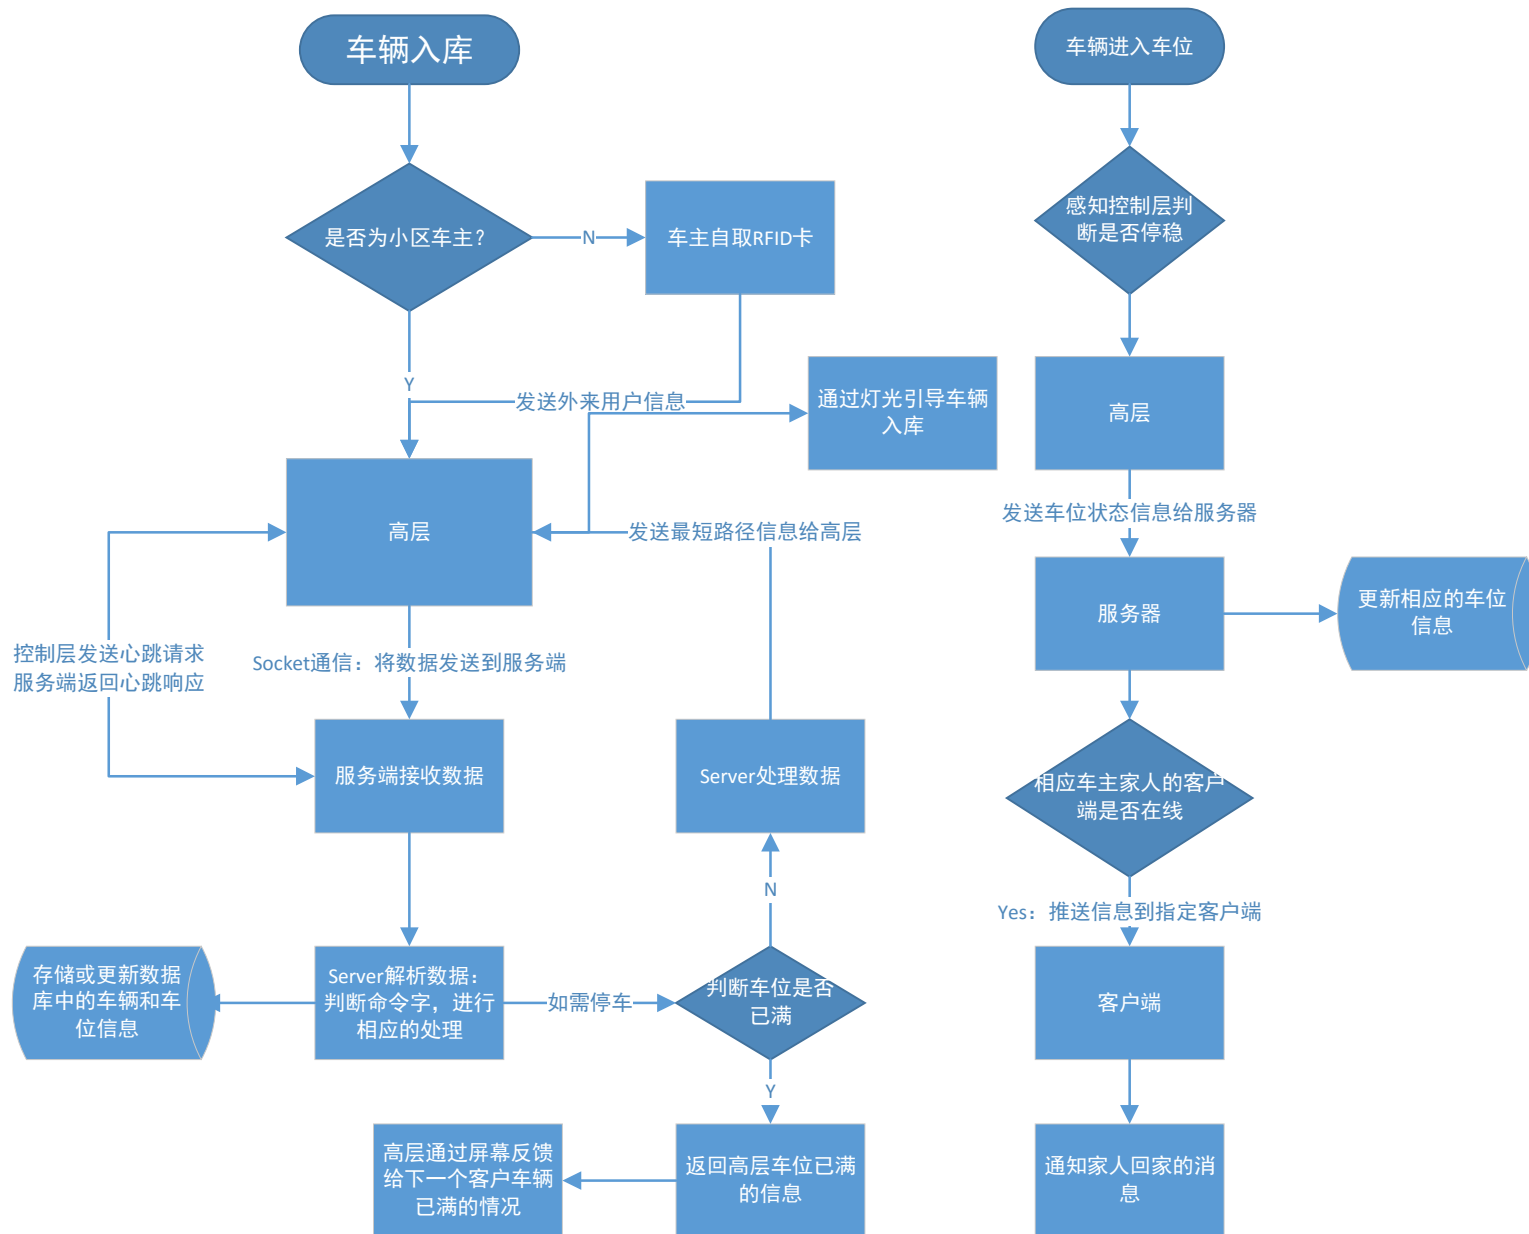 车辆入库
是否为小区车主？
N
车主自取RFID卡
Y
发送外来用户信息
通过灯光引导车辆
入库
高层
发送最短路径信息给高层
控制层发送心跳请求
服务端返回心跳响应
Socket通信：将数据发送到服务端
服务端接收数据
Server处理数据
N
存储或更新数据
库中的车辆和车
位信息
Server解析数据：
判断命令字，进行
相应的处理
如需停车
判断车位是否
已满
Y
高层通过屏幕反馈
给下一个客户车辆
已满的情况
返回高层车位已满
的信息
车辆进入车位
感知控制层判
断是否停稳
高层
发送车位状态信息给服务器
服务器
更新相应的车位
信息
相应车主家人的客户
端是否在线
Yes：推送信息到指定客户端
客户端
通知家人回家的消
息